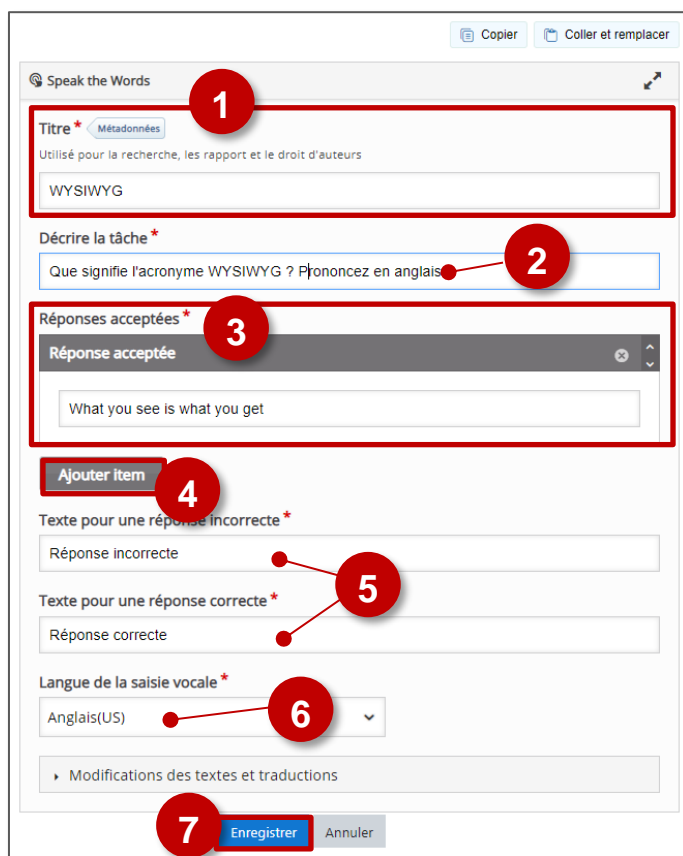 Copier Coller et remplacer
Speak the Words
1
Titre * Métadonnées
Utilisé pour la recherche, les rapport et le droit d'auteurs
WYSIWYG
Décrire la tâche *
Que signifie l'acronyme WYSIWYG ? Prononcez en anglais
2
Réponses acceptées *
3
Réponse acceptée
What you see is what you get
Ajouter item
4
Texte pour une réponse incorrecte *
Réponse incorrecte
5
Texte pour une réponse correcte *
Réponse correcte
Langue de la saisie vocale *
Anglais(US)
6
Modifications des textes et traductions
7
Enregistrer Annuler